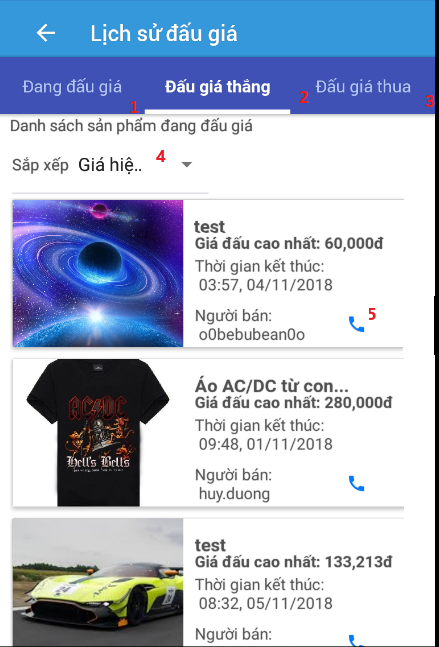 Lịch sử đấu giá
Đang đấu giá 1 Đấu giá thắng 2 Đấu giá thua 3
Danh sách sản phẩm đang đấu giá
Sắp xếp Giá hiệ.. 4
test
Giá đấu cao nhất: 60,000đ
Thời gian kết thúc:
03:57, 04/11/2018
Người bán: 5
o0bebubean0o
Áo AC/DC từ con...
Giá đấu cao nhất: 280,000đ
Thời gian kết thúc:
09:48, 01/11/2018
Người bán:
huy.duong
AC/DC
Hell's Bells
test
Giá đấu cao nhất: 133,213đ
Thời gian kết thúc:
08:32, 05/11/2018
Người bán: